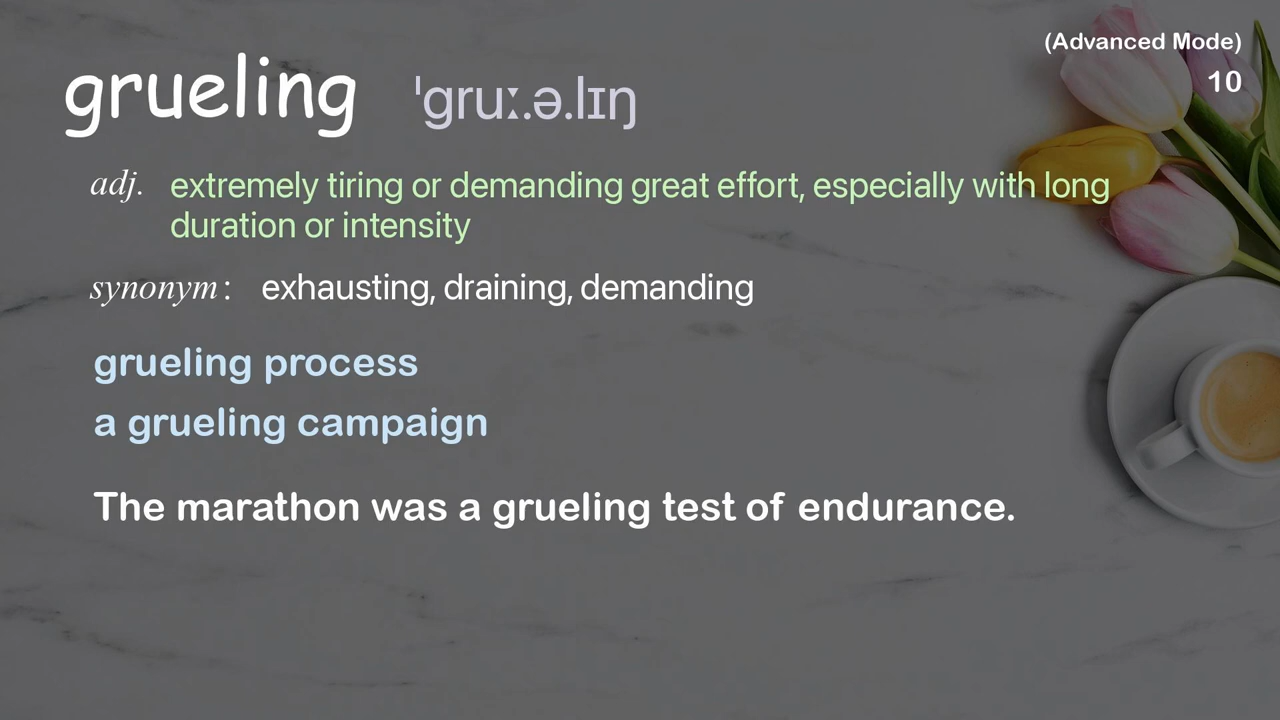 (Advanced Mode)
10
grueling ˈɡruː.ə.lɪŋ
adj. extremely tiring or demanding great effort, especially with long
duration or intensity
synonym: exhausting, draining, demanding
grueling process
a grueling campaign
The marathon was a grueling test of endurance.